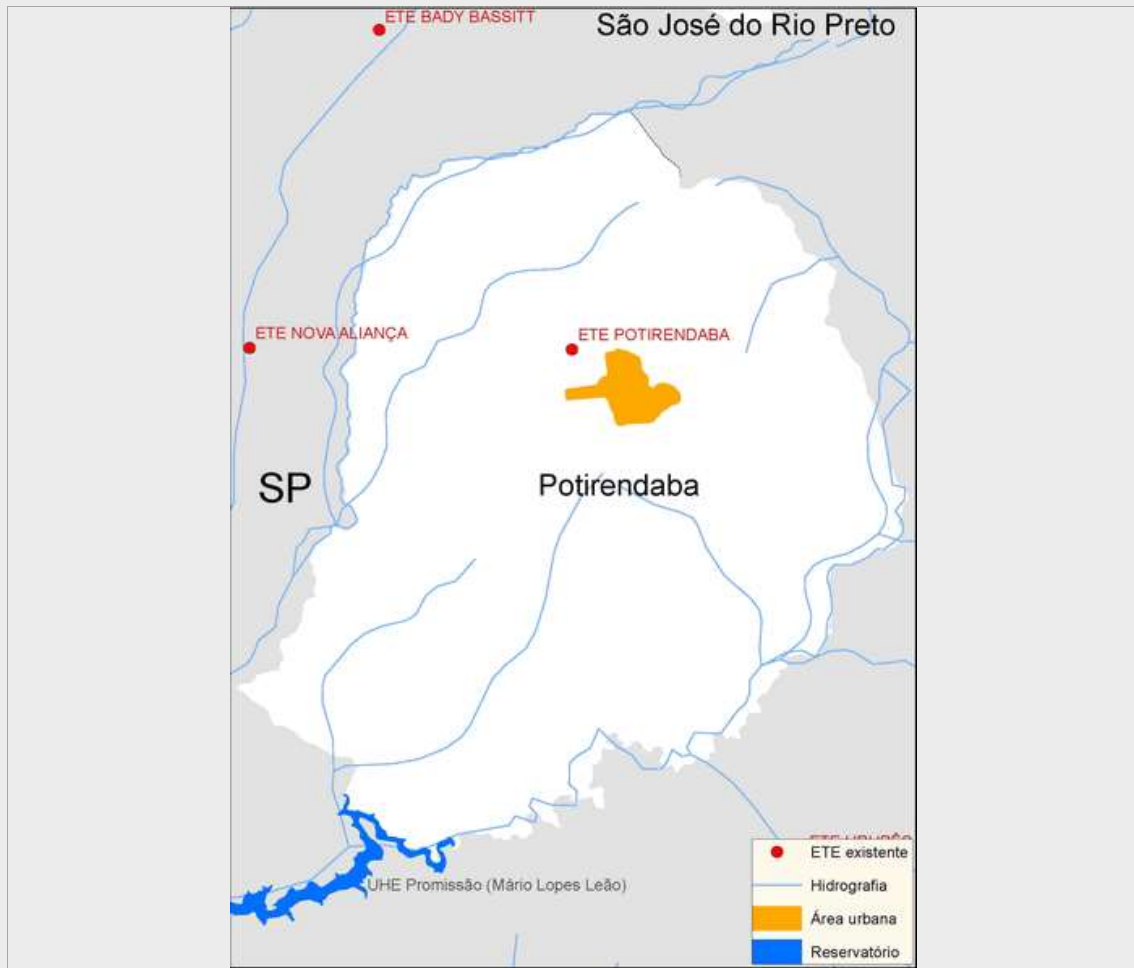 ETE BADY BASSITT
São José do Rio Preto
ETE NOVA ALIANÇA
ETE POTIRENDABA
SP
Potirendaba
UHE Promissão (Mário Lopes Leão)
ETE existente
Hidrografia
Área urbana
Reservatório